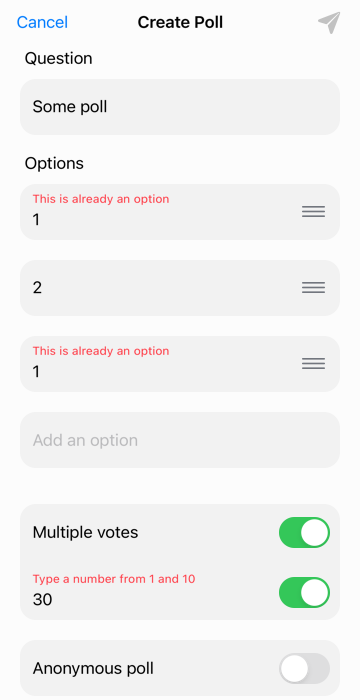 Cancel
Create Poll
Question
Some poll
Options
This is already an option
1
2
This is already an option
1
Add an option
Multiple votes
Type a number from 1 and 10
30
Anonymous poll